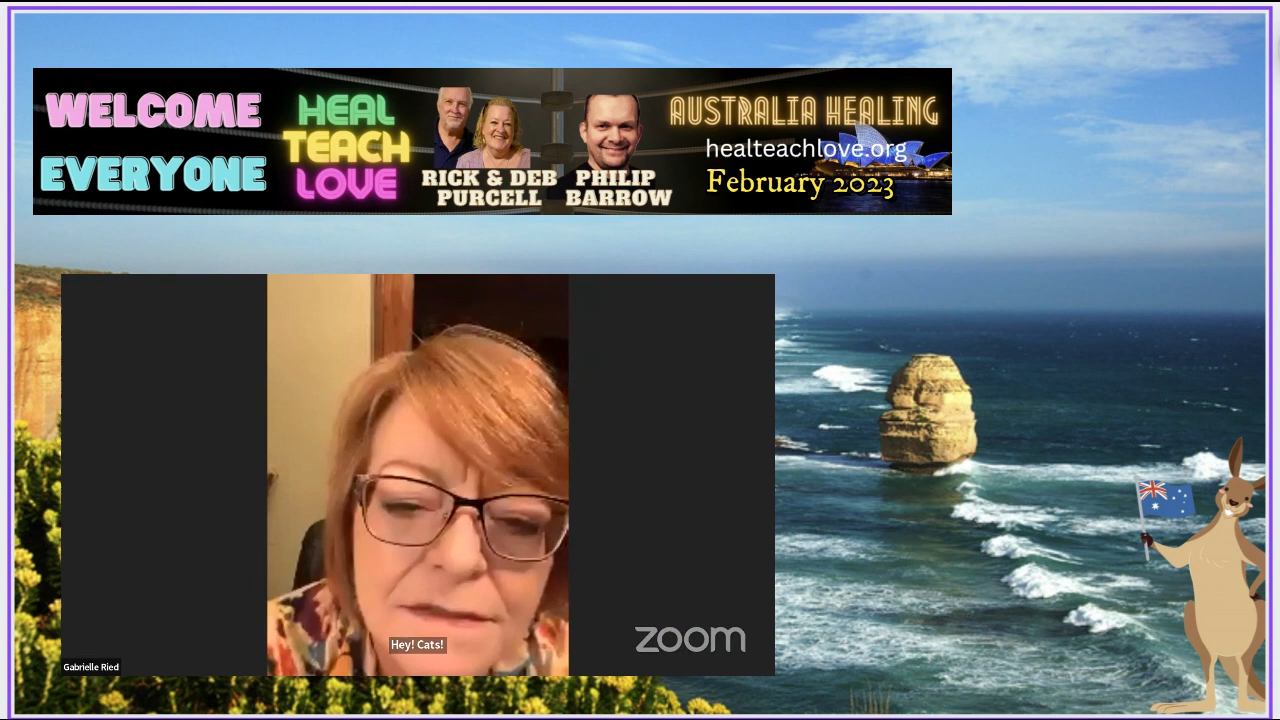 WELCOME
EVERYONE
HEAL
TEACH
LOVE
RICK & DEB
PURCELL
PHILIP
BARROW
AUSTRALIA HEALING
healteachlove.org
February 2023
Hey! Cats!
zoom
Gabrielle Ried